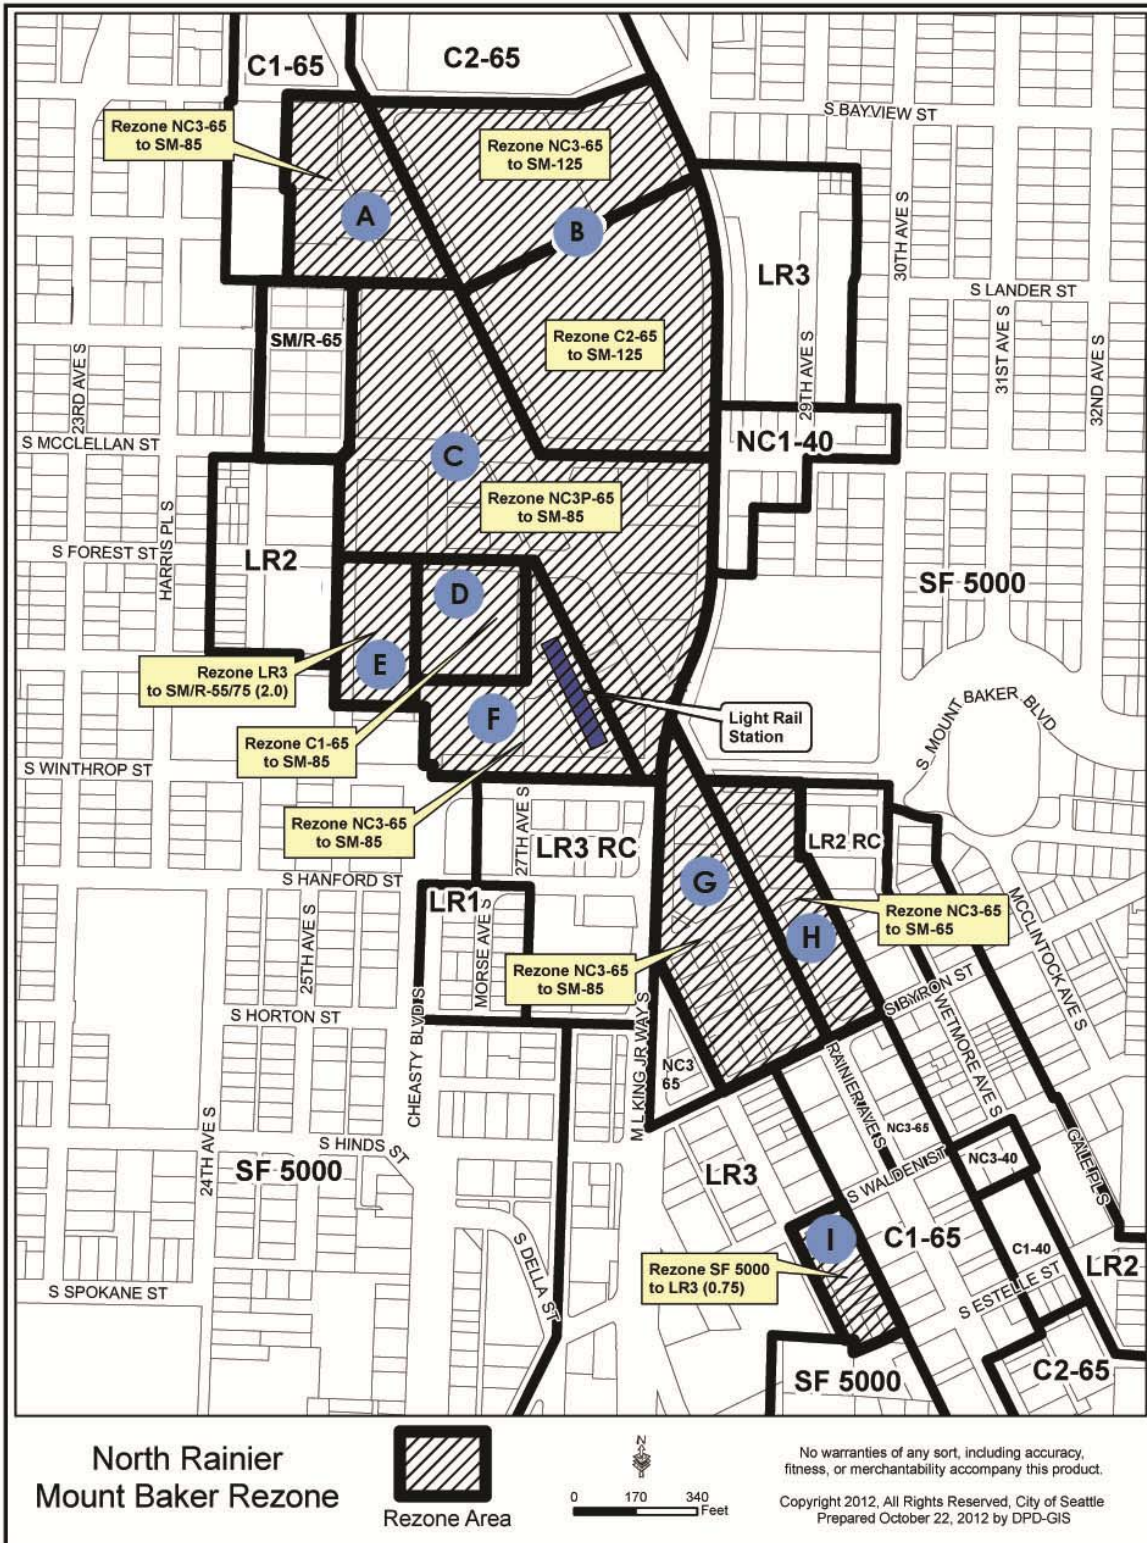 C1-65
C2-65
S BAYVIEW ST
Rezone NC3-65
to SM-85
Rezone NC3-65
to SM-125
A
B
30TH AVE S
LR3
S LANDER ST
SM/R-65
Rezone C2-65
to SM-125
23RD AVE S
29TH AVE S
31ST AVE S
32ND AVE S
S MCCLELLAN ST
NC1-40
C
Rezone NC3P-65
to SM-85
HARRIS PL S
S FOREST ST
LR2
D
SF 5000
E
Rezone LR3
to SM/R-55/75 (2.0)
F
Light Rail
Station
S MOUNT BAKER BLVD
Rezone C1-65
to SM-85
S WINTHROP ST
Rezone NC3-65
to SM-85
27TH AVE S
LR3 RC
LR2 RC
S HANFORD ST
G
LR1
Rezone NC3-65
to SM-65
MCCLINTOCK AVE S
25TH AVE S
MORSE AVE S
H
Rezone NC3-65
to SM-85
S BYRON ST
WETMORE AVE S
S HORTON ST
CHEASTY BLVD S
M L KING JR WAY S
NC3
65
RAINIER AVE S
NC3-65
24TH AVE S
S HINDS ST
SF 5000
LR3
S WALDEN ST
NC3-40
GALE PL S
I
C1-65
C1-40
LR2
Rezone SF 5000
to LR3 (0.75)
S DELLA ST
S SPOKANE ST
S ESTELLE ST
SF 5000
C2-65
North Rainier
Mount Baker Rezone
Rezone Area
N
0 170 340
Feet
No warranties of any sort, including accuracy,
fitness, or merchantability accompany this product.
Copyright 2012, All Rights Reserved, City of Seattle
Prepared October 22, 2012 by DPD-GIS